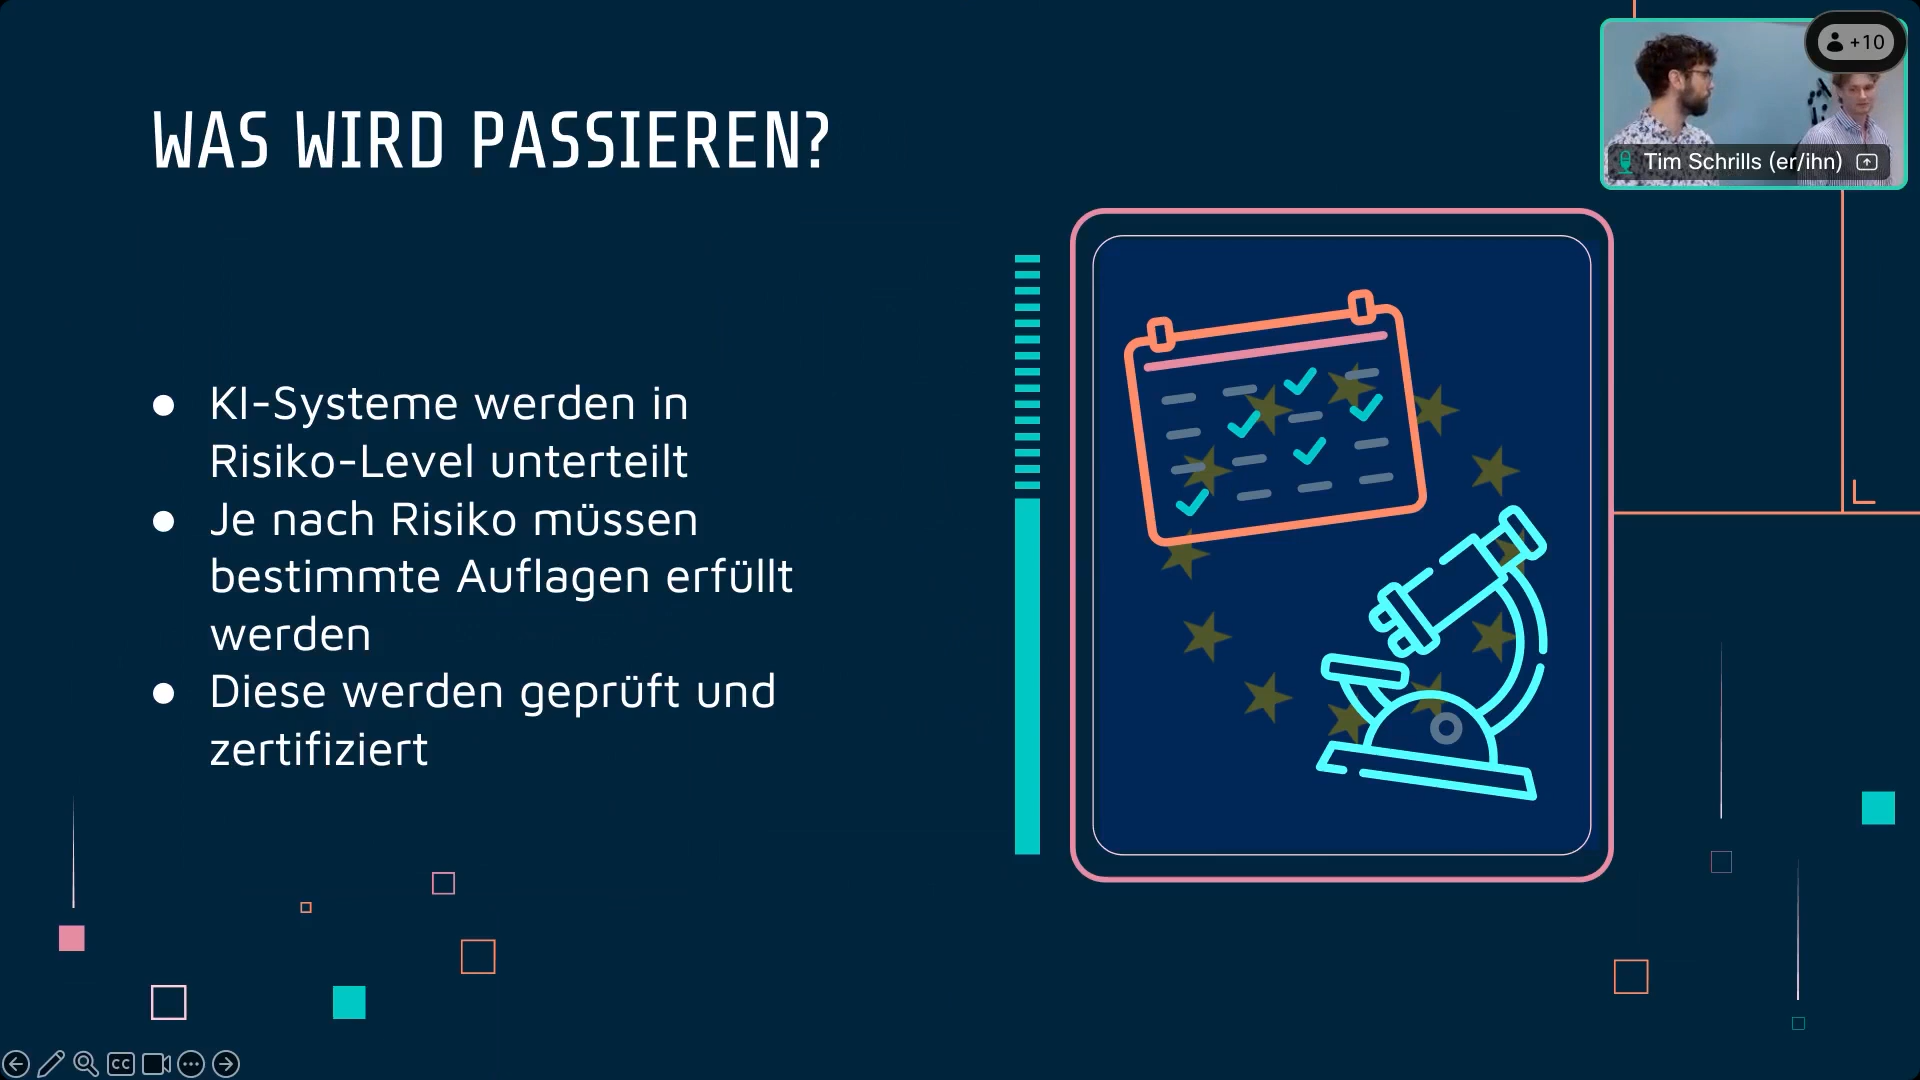 WAS WIRD PASSIEREN?
+10
Tim Schrills (er/ihn)
● KI-Systeme werden in
Risiko-Level unterteilt
● Je nach Risiko müssen
bestimmte Auflagen erfüllt
werden
● Diese werden geprüft und
zertifiziert
CC